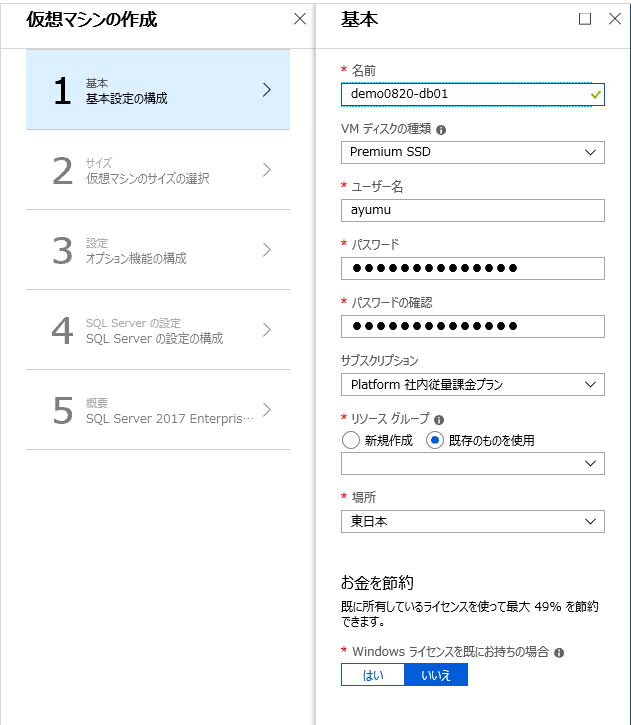 仮想マシンの作成
1
基本
基本設定の構成
2
サイズ
仮想マシンのサイズの選択
3
設定
オプション機能の構成
4
SQL Server の設定
SQL Server の設定の構成
5
概要
SQL Server 2017 Enterpris...
基本
* 名前
demo0820-db01
VM ディスクの種類
Premium SSD
* ユーザー名
ayumu
* パスワード
●●●●●●●●●●●●●●
* パスワードの確認
●●●●●●●●●●●●●●
サブスクリプション
Platform 社内従量課金プラン
* リソース グループ
新規作成 既存のものを使用
* 場所
東日本
お金を節約
既に所有しているライセンスを使って最大 49% を節約
できます。
* Windows ライセンスを既にお持ちの場合
はい いいえ